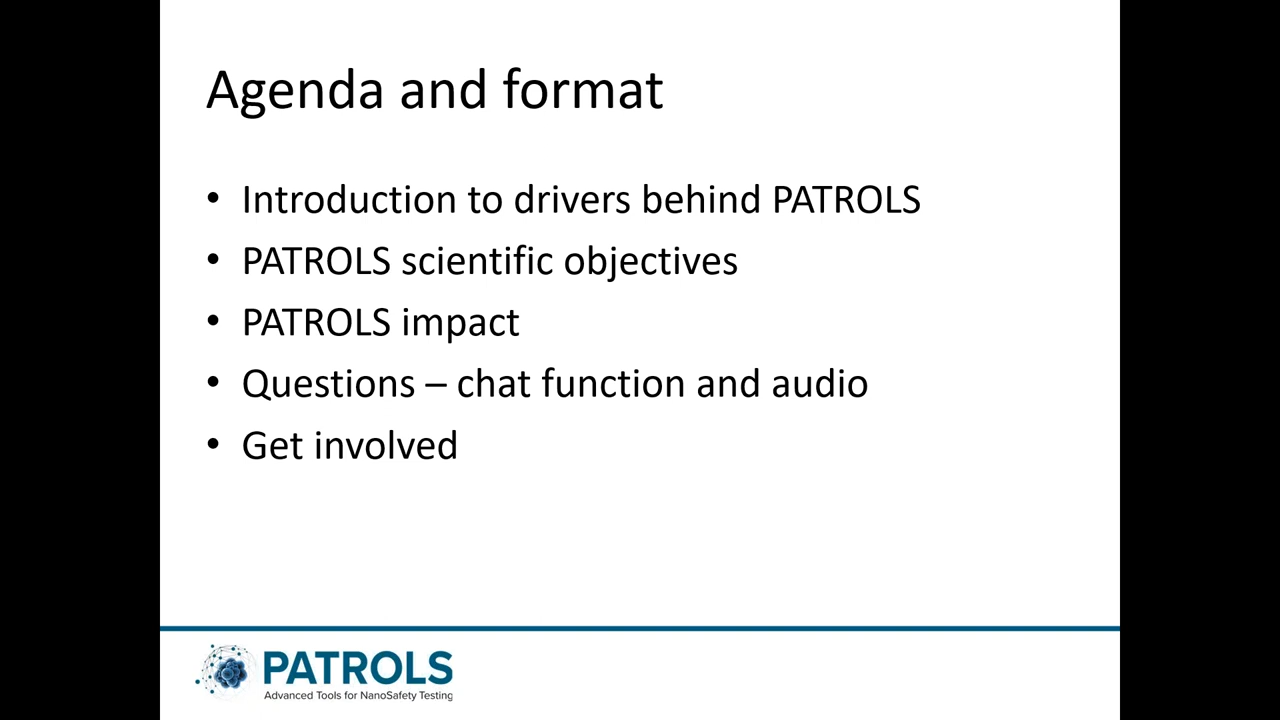 Agenda and format
• Introduction to drivers behind PATROLS
• PATROLS scientific objectives
• PATROLS impact
• Questions – chat function and audio
• Get involved
PATROLS
Advanced Tools for NanoSafety Testing